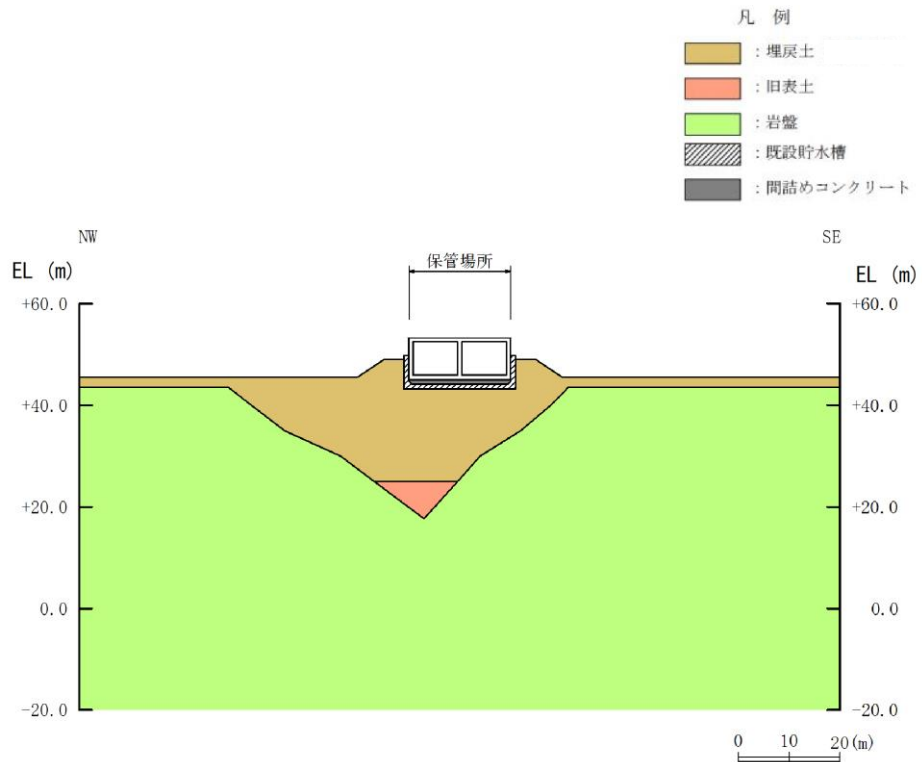 凡 例
：埋戻土
：旧表土
：岩盤
：既設貯水槽
：間詰めコンクリート
NW
SE
保管場所
EL (m)
EL (m)
+60.0
+60.0
+40.0
+40.0
+20.0
+20.0
0.0
0.0
-20.0
-20.0
0 10 20(m)